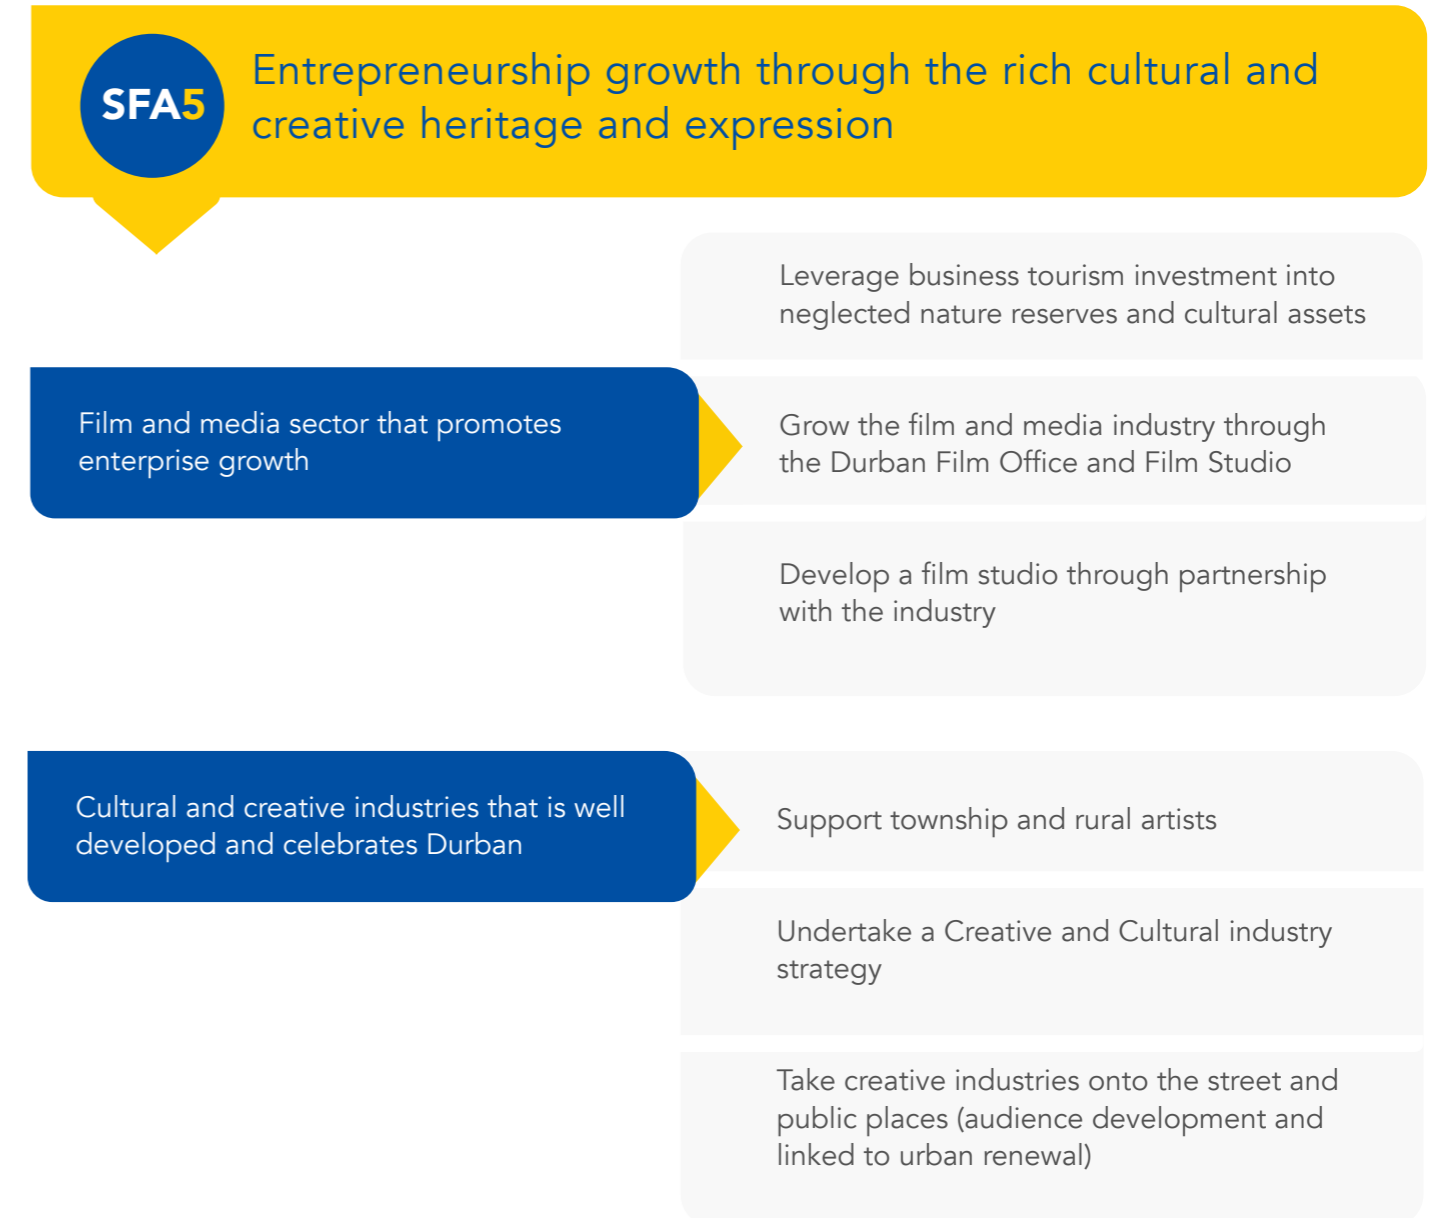 SFA5
Entrepreneurship growth through the rich cultural and
creative heritage and expression
Leverage business tourism investment into
neglected nature reserves and cultural assets
Film and media sector that promotes
enterprise growth
Grow the film and media industry through
the Durban Film Office and Film Studio
Develop a film studio through partnership
with the industry
Cultural and creative industries that is well
developed and celebrates Durban
Support township and rural artists
Undertake a Creative and Cultural industry
strategy
Take creative industries onto the street and
public places (audience development and
linked to urban renewal)